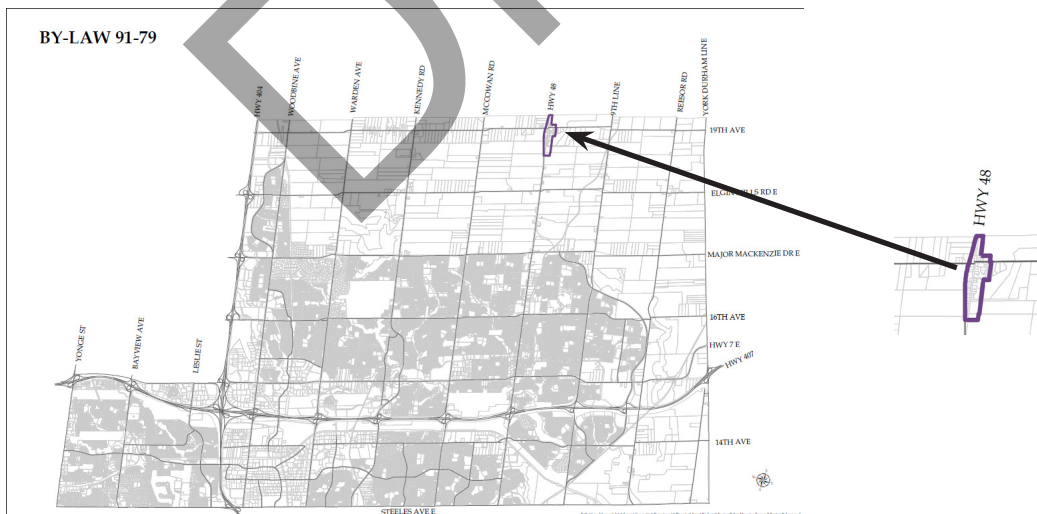 BY-LAW 91-79
HWY 404
WOODBINE AVE
WARDEN AVE
KENNEDY RD
MCCOWAN RD
HWY 48
9TH LINE
REESOR RD
YORK DURHAM LINE
19TH AVE
ELGIN MILLS RD E
HWY 48
MAJOR MACKENZIE DR E
16TH AVE
YONGE ST
BAYVIEW AVE
LESLIE ST
HWY 7 E
HWY 407
14TH AVE
STEELES AVE E